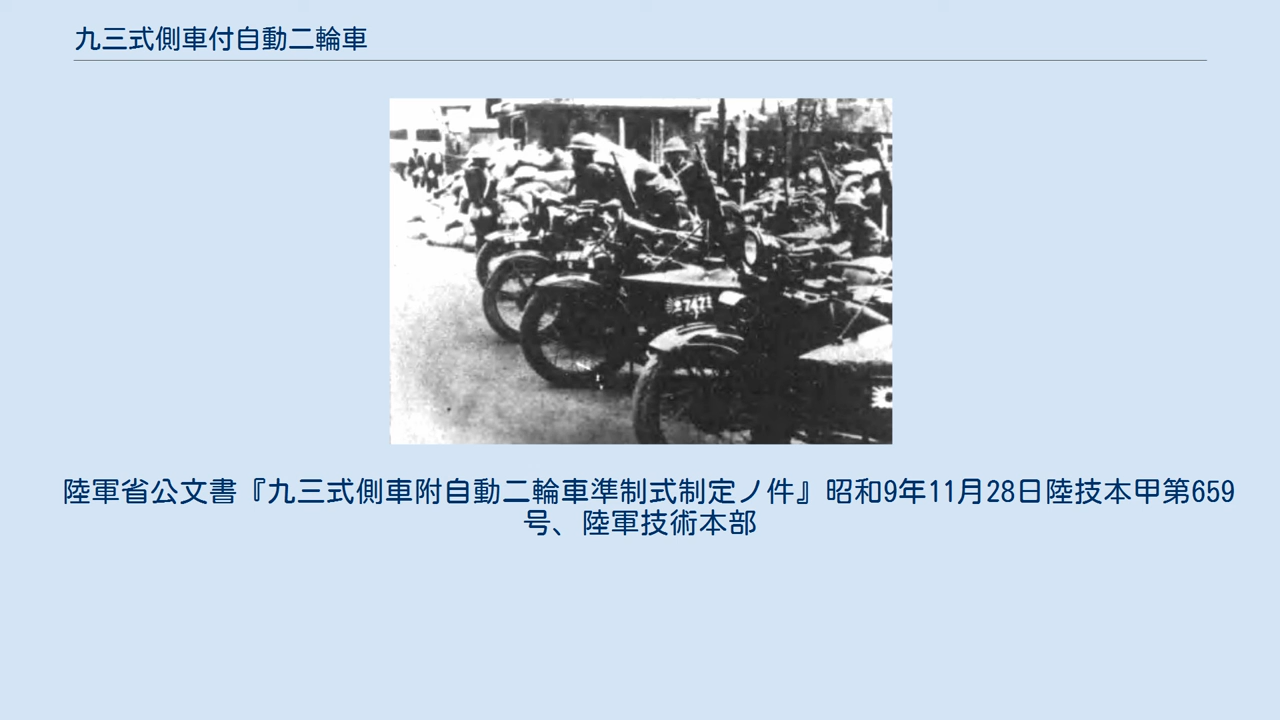 九三式側車付自動二輪車
陸軍省公文書『九三式側車附自動二輪車準制式制定ノ件』昭和9年11月28日陸技本甲第659
号、陸軍技術本部